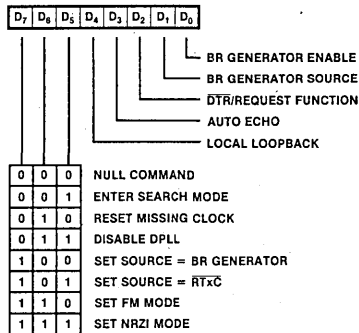 D7 D6 D5 D4 D3 D2 D1 D0
BR GENERATOR ENABLE
BR GENERATOR SOURCE
DTR/REQUEST FUNCTION
AUTO ECHO
LOCAL LOOPBACK
0 0 0 NULL COMMAND
0 0 1 ENTER SEARCH MODE
0 1 0 RESET MISSING CLOCK
0 1 1 DISABLE DPLL
1 0 0 SET SOURCE = BR GENERATOR
1 0 1 SET SOURCE = RTxC
1 1 0 SET FM MODE
1 1 1 SET NRZI MODE